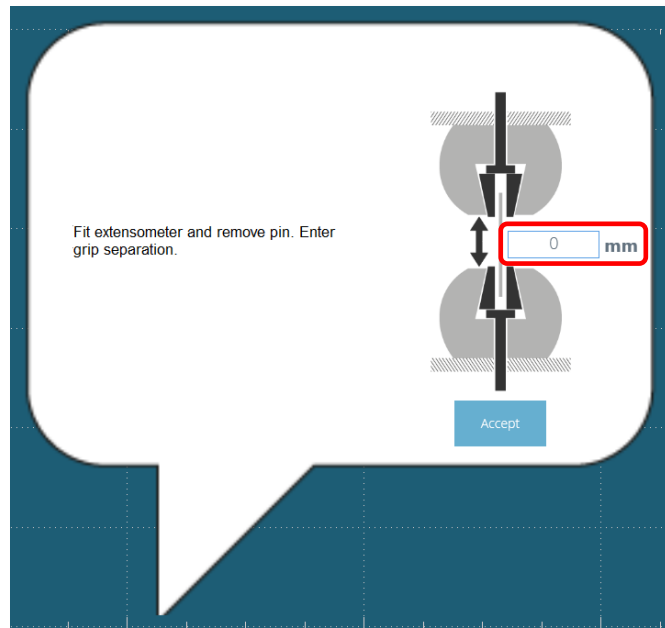 Fit extensometer and remove pin. Enter
grip separation.
0 mm
Accept